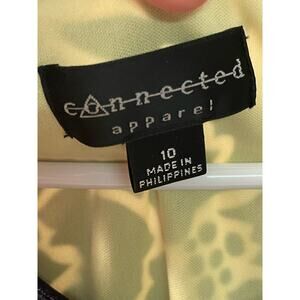 connected
apparel
10
MADE IN
PHILIPPINES